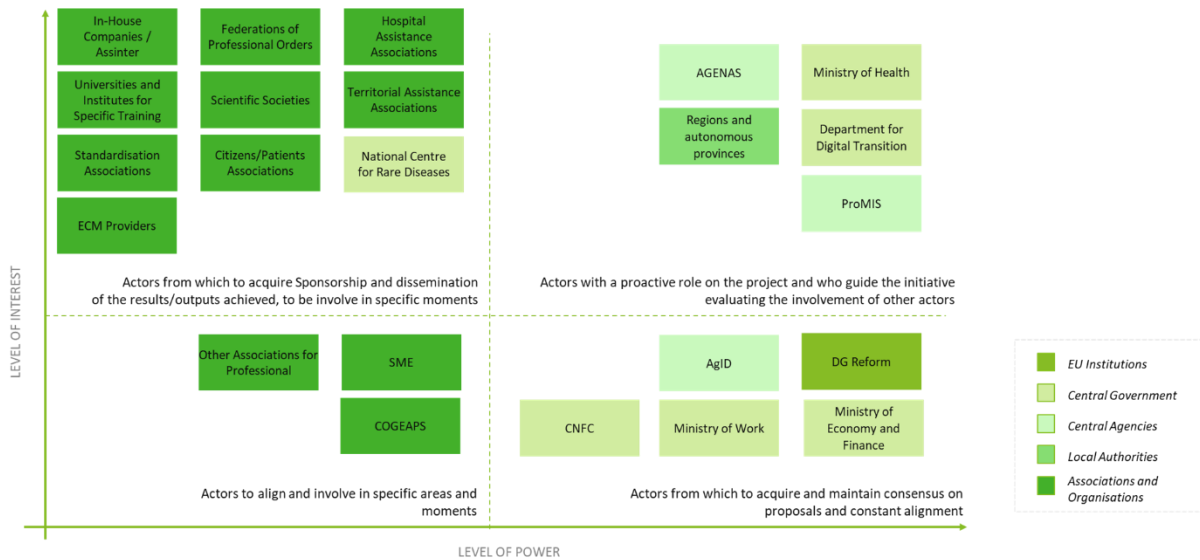 In-House
Companies /
Assinter
Federations of
Professional Orders
Hospital
Assistance
Associations
AGENAS
Ministry of Health
Universities and
Institutes for
Specific Training
Scientific Societies
Territorial Assistance
Associations
Regions and
autonomous
provinces
Department for
Digital Transition
Standardisation
Associations
Citizens/Patients
Associations
National Centre
for Rare Diseases
ProMIS
ECM Providers
Actors from which to acquire Sponsorship and dissemination
of the results/outputs achieved, to be involve in specific moments
Actors with a proactive role on the project and who guide the initiative
evaluating the involvement of other actors
LEVEL OF INTEREST
Other Associations for
Professional
SME
AgID
DG Reform
COGEAPS
CNFC
Ministry of Work
Ministry of
Economy and
Finance
Actors to align and involve in specific areas and
moments
Actors from which to acquire and maintain consensus on
proposals and constant alignment
LEVEL OF POWER
EU Institutions
Central Government
Central Agencies
Local Authorities
Associations and
Organisations